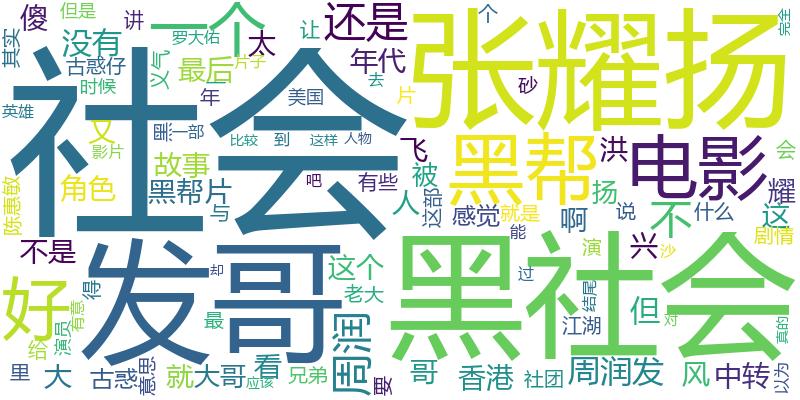 社会
张耀扬
黑社会
发哥
黑帮
电影
好
一个
还是
不
周润
这个
周润发
黑帮片
故事
角色
没有
最后
年代
太
傻
但是
讲
让
个
完全
其实
罗大佑
义气
片子
古惑仔
时候
年
美国
去
片
砂
英雄
又
影片
黑
一部
比较
到
这样
人物
飞
洪
会
吧
有些
被
耀
陈惠敏
与
人
这部
扬
感觉
就是
啊
说
什么
这
能
兴
剧情
不是
得
却
过
演
沙
老大
结尾
江湖
但
对
真的
最
有意
演员
给
看
里
大
古惑
意思
就
大哥
应该
兄弟
要
哥
香港
社团
风
中转
以为